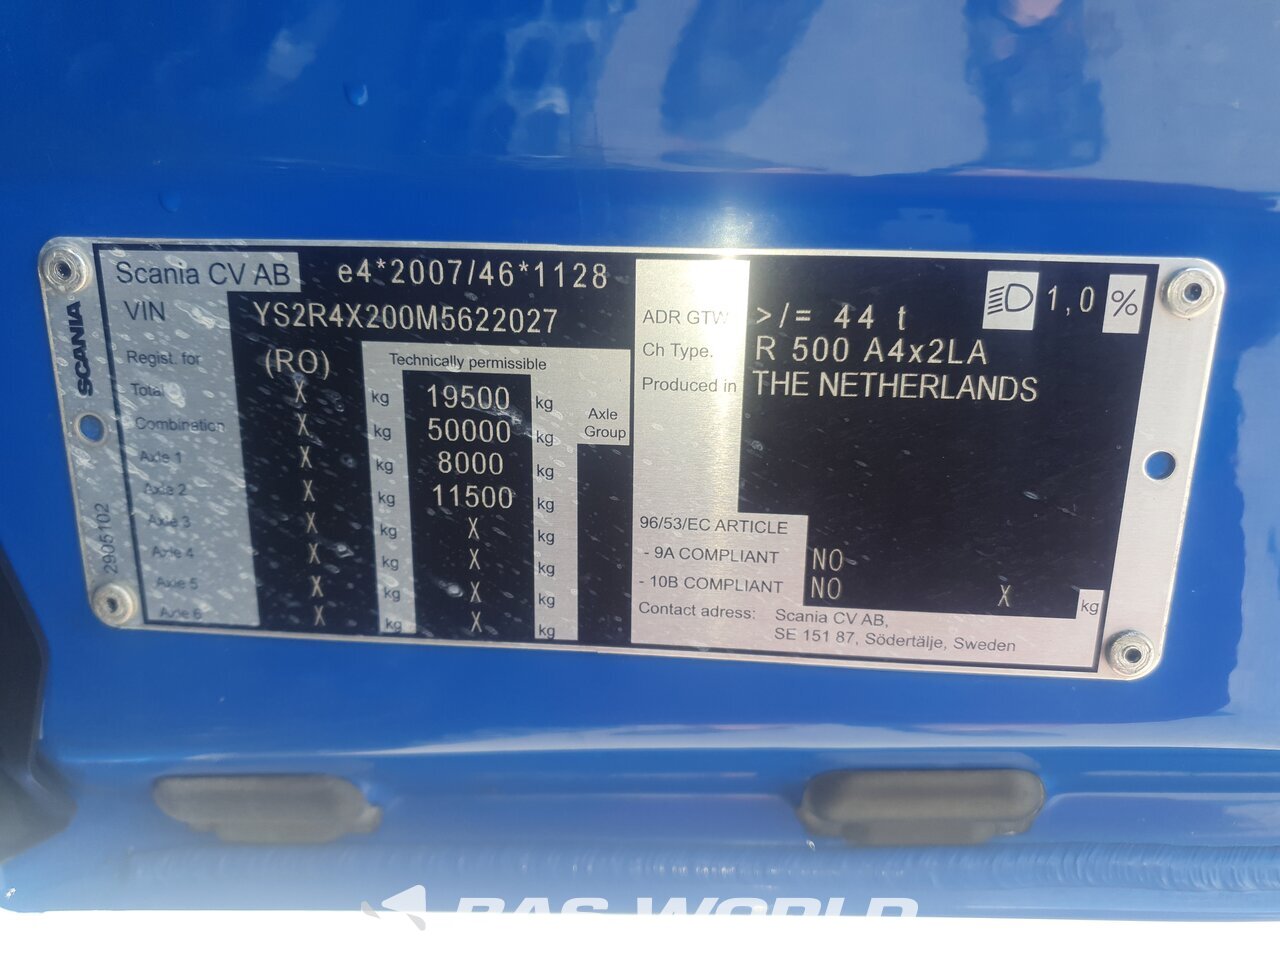 Scania CV AB e4*2007/46*1128
VIN YS2R4X200M5622027
Regist. for (RO) Technically permissible
Total X kg 19500 kg Axle Group
Combination X kg 50000 kg
Axle 1 X kg 8000 kg
Axle 2 X kg 11500 kg
Axle 3 X kg X kg
Axle 4 X kg X kg
Axle 5 X kg X kg
Axle 6 X kg X kg
SCANIA
2905102
ADR GTW >/= 44 t 1,0 %
Ch Type. R 500 A4x2LA
Produced in THE NETHERLANDS
96/53/EC ARTICLE
- 9A COMPLIANT NO
- 10B COMPLIANT NO X kg
Contact adress: Scania CV AB,
SE 151 87, Södertälje, Sweden
BAS WORLD